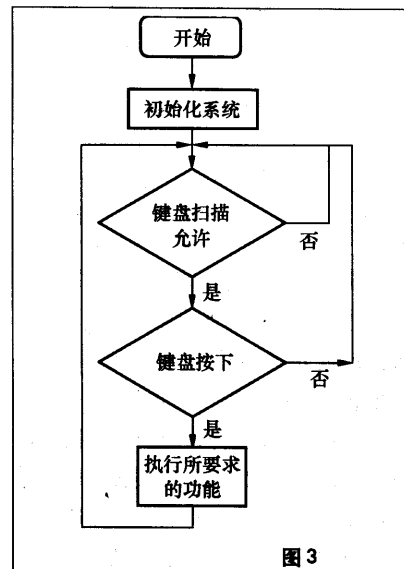 开始
初始化系统
键盘扫描
允许
否
是
键盘按下
否
是
执行所要求
的功能
图3